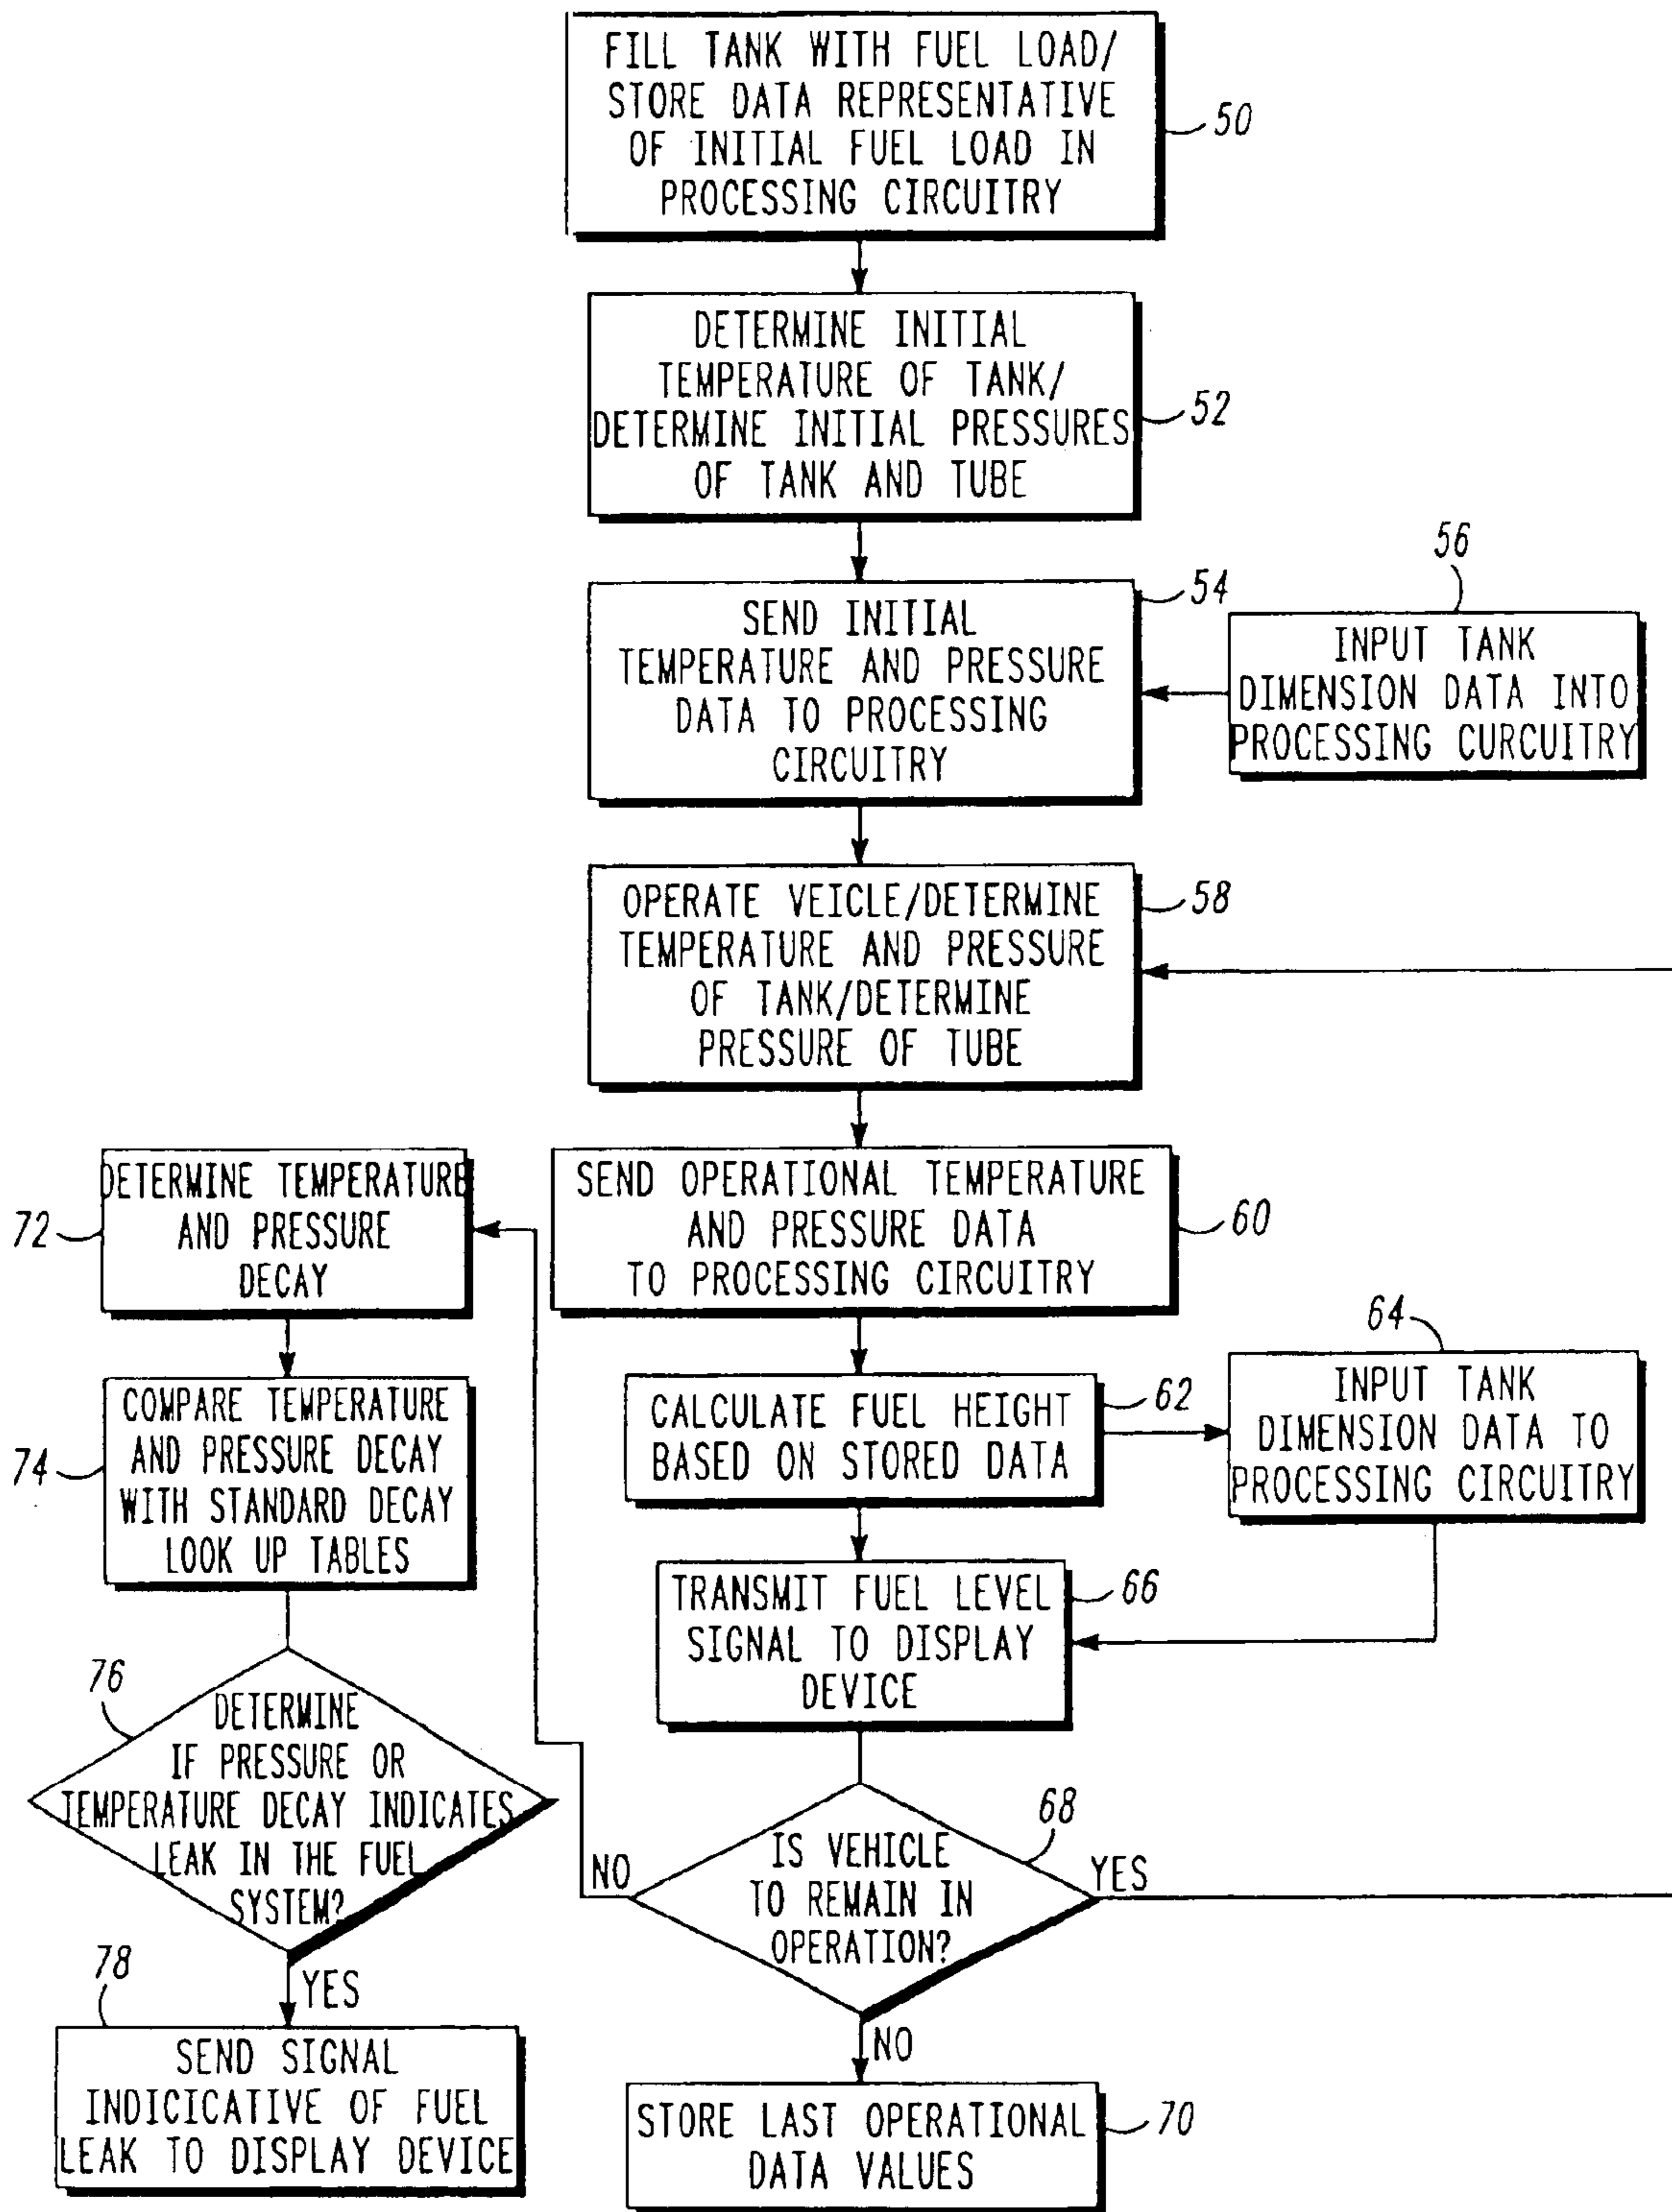 FILL TANK WITH FUEL LOAD/
STORE DATA REPRESENTATIVE
OF INITIAL FUEL LOAD IN
PROCESSING CIRCUITRY
50
DETERMINE INITIAL
TEMPERATURE OF TANK/
DETERMINE INITIAL PRESSURES
OF TANK AND TUBE
52
SEND INITIAL
TEMPERATURE AND PRESSURE
DATA TO PROCESSING
CIRCUITRY
54
56
INPUT TANK
DIMENSION DATA INTO
PROCESSING CURCUITRY
OPERATE VEICLE/DETERMINE
TEMPERATURE AND PRESSURE
OF TANK/DETERMINE
PRESSURE OF TUBE
58
SEND OPERATIONAL TEMPERATURE
AND PRESSURE DATA
TO PROCESSING CIRCUITRY
60
CALCULATE FUEL HEIGHT
BASED ON STORED DATA
62
64
INPUT TANK
DIMENSION DATA TO
PROCESSING CIRCUITRY
TRANSMIT FUEL LEVEL
SIGNAL TO DISPLAY
DEVICE
66
IS VEHICLE
TO REMAIN IN
OPERATION?
68
YES
NO
NO
STORE LAST OPERATIONAL
DATA VALUES
70
DETERMINE TEMPERATURE
AND PRESSURE
DECAY
72
COMPARE TEMPERATURE
AND PRESSURE DECAY
WITH STANDARD DECAY
LOOK UP TABLES
74
76
DETERMINE
IF PRESSURE OR
TEMPERATURE DECAY INDICATES
LEAK IN THE FUEL
SYSTEM?
YES
78
SEND SIGNAL
INDICICATIVE OF FUEL
LEAK TO DISPLAY DEVICE